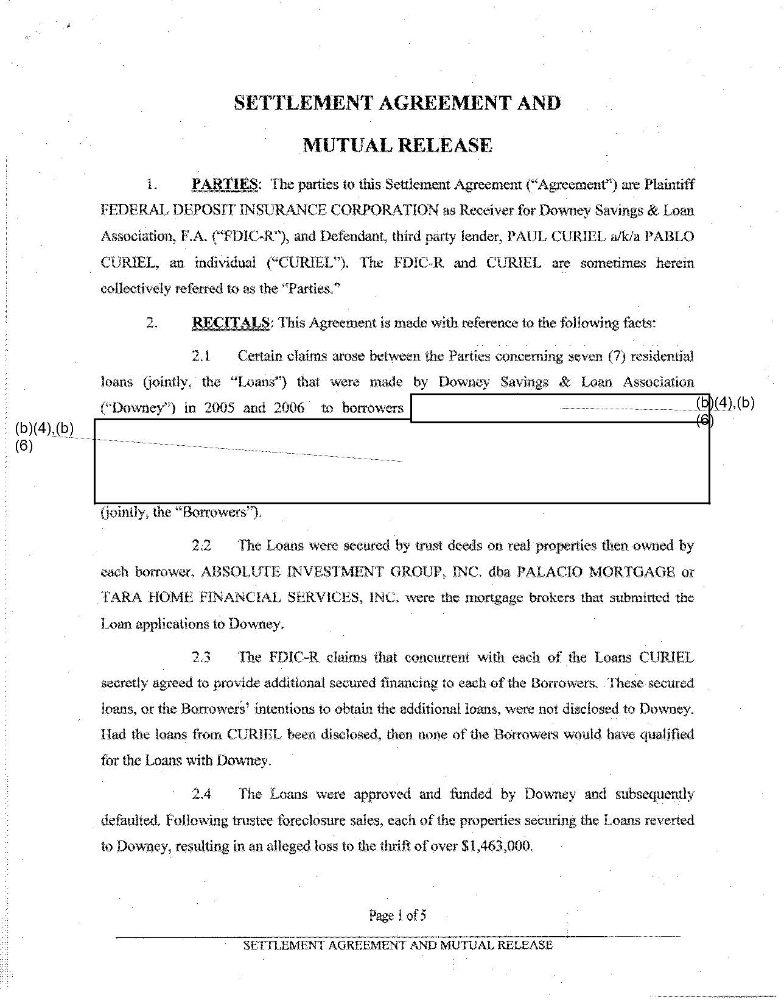 SETTLEMENT AGREEMENT AND
MUTUAL RELEASE
1. PARTIES: The parties to this Settlement Agreement (“Agreement”) are Plaintiff
FEDERAL DEPOSIT INSURANCE CORPORATION as Receiver for Downey Savings & Loan
Association, F.A. (“FDIC-R”), and Defendant, third party lender, PAUL CURIEL a/k/a PABLO
CURIEL, an individual (“CURIEL”). The FDIC-R and CURIEL are sometimes herein
collectively referred to as the “Parties.”
2. RECITALS: This Agreement is made with reference to the following facts:
2.1 Certain claims arose between the Parties concerning seven (7) residential
loans (jointly, the “Loans”) that were made by Downey Savings & Loan Association
(“Downey”) in 2005 and 2006 to borrowers (b)(4),(b)
(6)
(b)(4),(b)
(6)
(jointly, the “Borrowers”).
2.2 The Loans were secured by trust deeds on real properties then owned by
each borrower. ABSOLUTE INVESTMENT GROUP, INC. dba PALACIO MORTGAGE or
TARA HOME FINANCIAL SERVICES, INC. were the mortgage brokers that submitted the
Loan applications to Downey.
2.3 The FDIC-R claims that concurrent with each of the Loans CURIEL
secretly agreed to provide additional secured financing to each of the Borrowers. These secured
loans, or the Borrowers’ intentions to obtain the additional loans, were not disclosed to Downey.
Had the loans from CURIEL been disclosed, then none of the Borrowers would have qualified
for the Loans with Downey.
2.4 The Loans were approved and funded by Downey and subsequently
defaulted. Following trustee foreclosure sales, each of the properties securing the Loans reverted
to Downey, resulting in an alleged loss to the thrift of over $1,463,000.
Page 1 of 5
SETTLEMENT AGREEMENT AND MUTUAL RELEASE